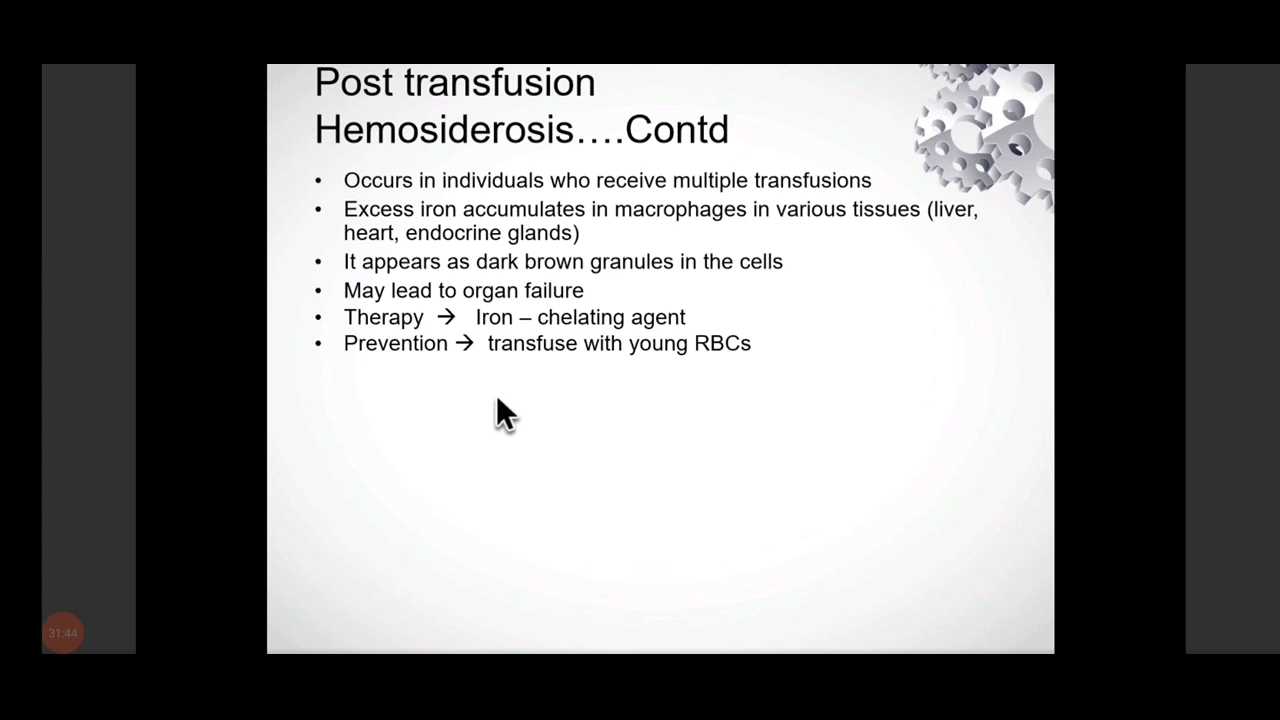 Post transfusion
Hemosiderosis....Contd
• Occurs in individuals who receive multiple transfusions
• Excess iron accumulates in macrophages in various tissues (liver,
heart, endocrine glands)
• It appears as dark brown granules in the cells
• May lead to organ failure
• Therapy → Iron – chelating agent
• Prevention → transfuse with young RBCs
31:44